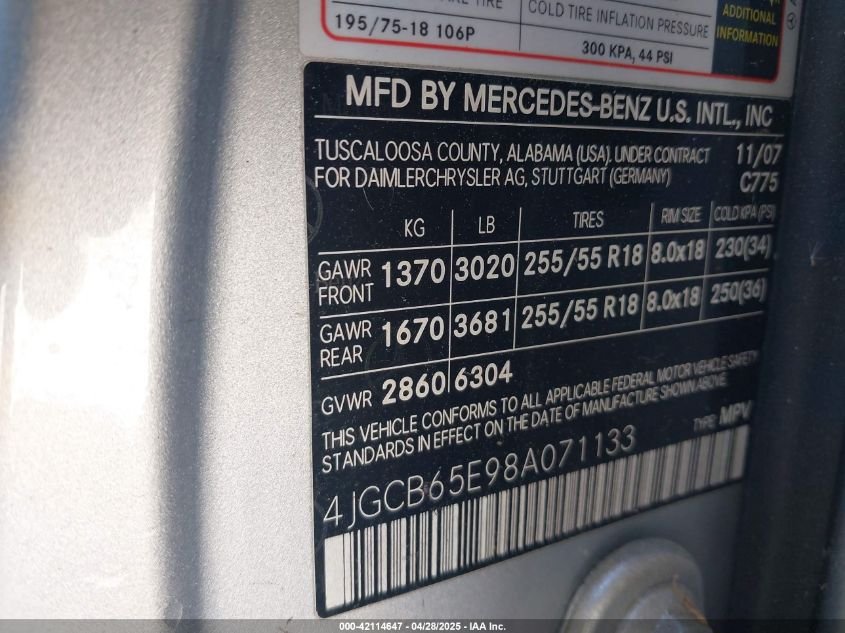 COLD TIRE INFLATION PRESSURE
ADDITIONAL
INFORMATION
195/75-18 106P
300 KPA, 44 PSI
MFD BY MERCEDES-BENZ U.S. INTL., INC
TUSCALOOSA COUNTY, ALABAMA (USA). UNDER CONTRACT 11/07
FOR DAIMLERCHRYSLER AG, STUTTGART (GERMANY) C775
KG LB TIRES RIM SIZE COLD KPA (PSI)
GAWR FRONT 1370 3020 255/55 R18 8.0x18 230(34)
GAWR REAR 1670 3681 255/55 R18 8.0x18 250(36)
GVWR 2860 6304
THIS VEHICLE CONFORMS TO ALL APPLICABLE FEDERAL MOTOR VEHICLE SAFETY
STANDARDS IN EFFECT ON THE DATE OF MANUFACTURE SHOWN ABOVE.
TYPE: MPV
4JGCB65E98A071133
000-42114647 - 04/28/2025 - IAA Inc.